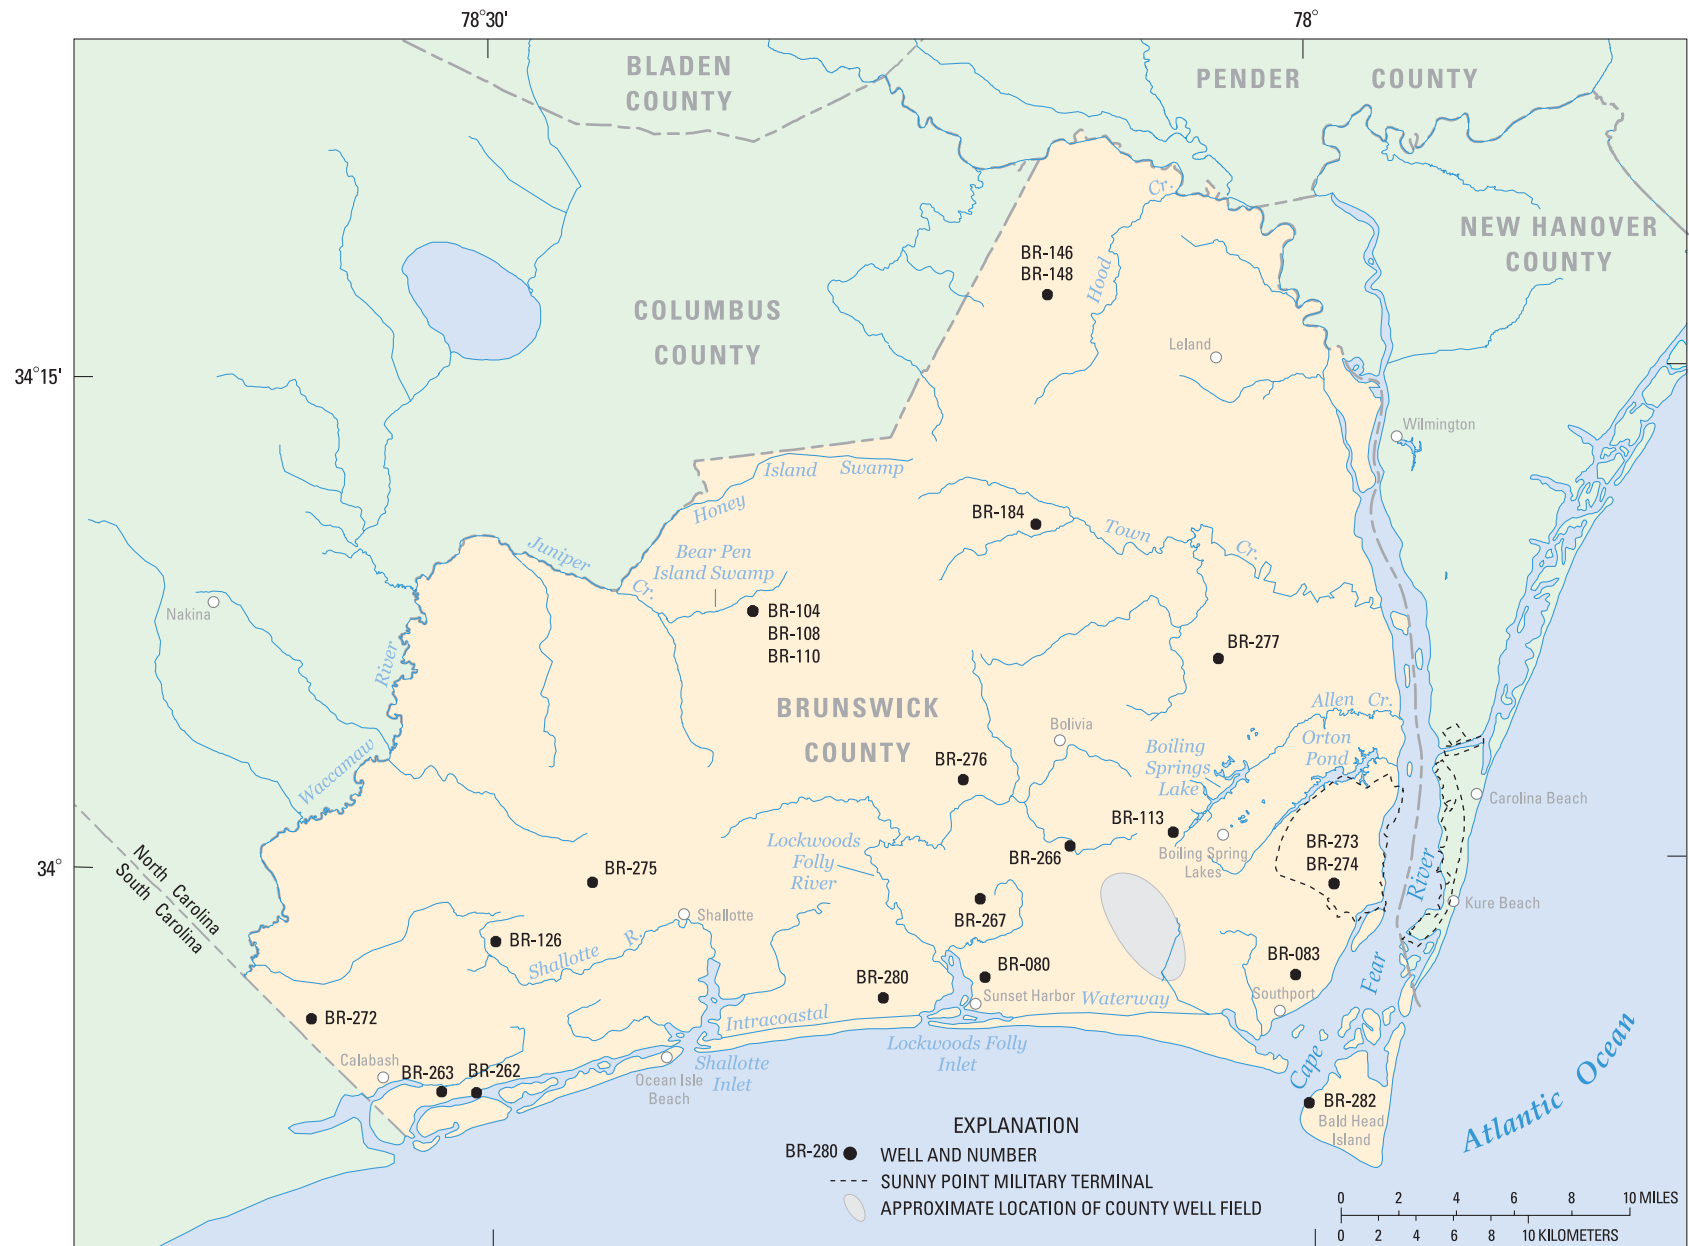 78°30'
78°
BLADEN
COUNTY
PENDER COUNTY
Cr.
NEW HANOVER
COUNTY
BR-146
BR-148
Hood
COLUMBUS
COUNTY
Leland
34°15'
Wilmington
Island Swamp
Honey
BR-184
Town
Cr.
Juniper
Cr.
Bear Pen
Island Swamp
Nakina
BR-104
BR-108
BR-110
BR-277
River
Waccamaw
BRUNSWICK
COUNTY
Allen Cr.
Orton
Pond
Bolivia
Boiling
Springs
Lake
BR-276
Carolina Beach
BR-113
Lockwoods
Folly
River
BR-266
Boiling Spring
Lakes
BR-273
BR-274
34°
North Carolina
South Carolina
BR-275
River
Kure Beach
Shallotte
BR-267
BR-126
Shallotte R.
BR-083
BR-080
BR-280
Fear
Sunset Harbor
Waterway
Southport
BR-272
Intracoastal
Lockwoods Folly
Inlet
Cape
Calabash
BR-263
BR-262
Shallotte
Inlet
Ocean Isle
Beach
BR-282
Bald Head
Island
Atlantic Ocean
EXPLANATION
BR-280 WELL AND NUMBER
SUNNY POINT MILITARY TERMINAL
APPROXIMATE LOCATION OF COUNTY WELL FIELD
0 2 4 6 8 10 MILES
0 2 4 6 8 10 KILOMETERS